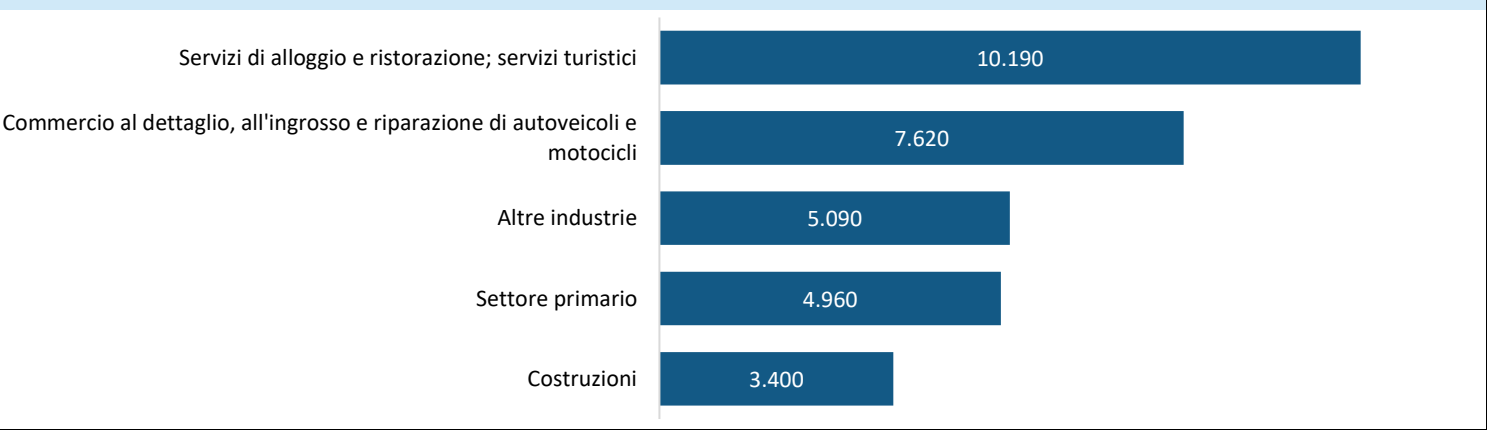 Servizi di alloggio e ristorazione; servizi turistici
10.190
Commercio al dettaglio, all'ingrosso e riparazione di autoveicoli e
motocicli
7.620
Altre industrie
5.090
Settore primario
4.960
Costruzioni
3.400